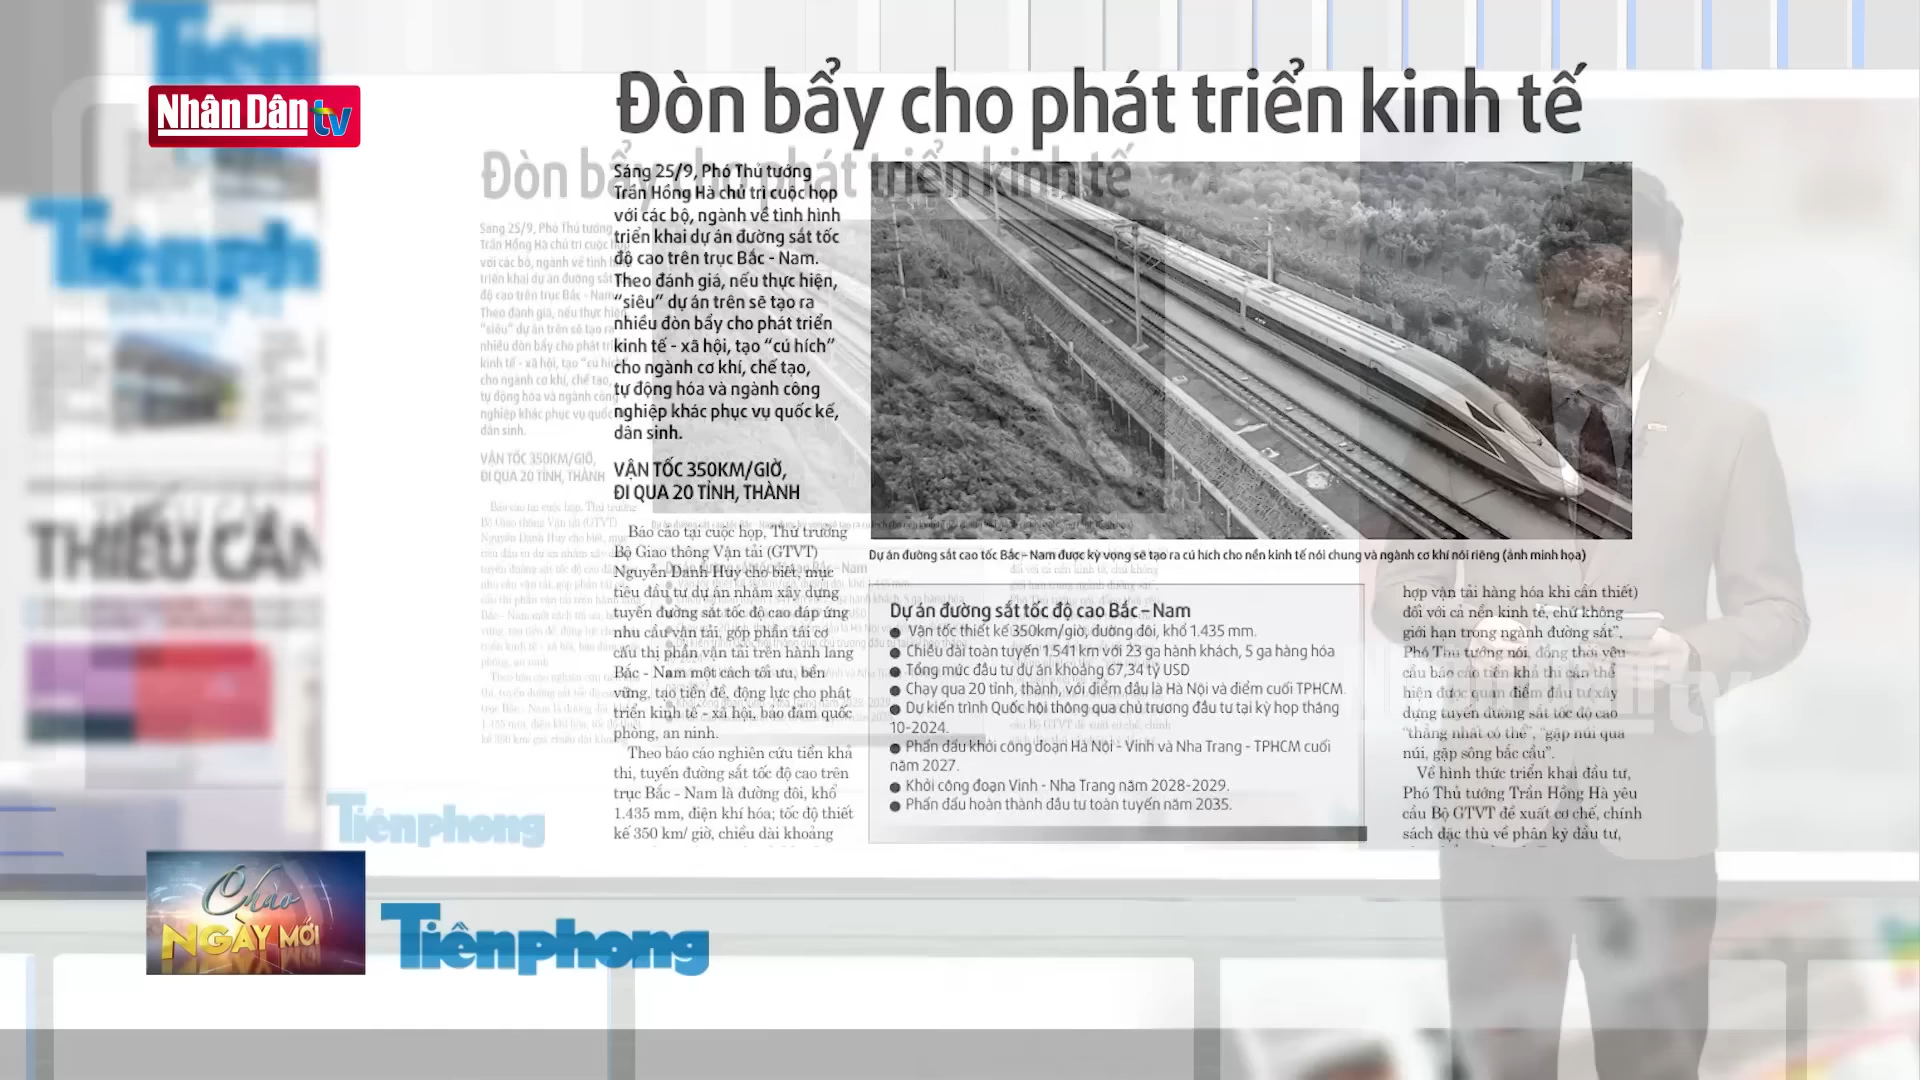 Nhân Dân tv
Đòn bẩy cho phát triển kinh tế
Sáng 25/9, Phó Thủ tướng
Trần Hồng Hà chủ trì cuộc họp
với các bộ, ngành về tình hình
triển khai dự án đường sắt tốc
độ cao trên trục Bắc - Nam.
Theo đánh giá, nếu thực hiện,
“siêu” dự án trên sẽ tạo ra
nhiều đòn bẩy cho phát triển
kinh tế - xã hội, tạo “cú hích”
cho ngành cơ khí, chế tạo,
tự động hóa và ngành công
nghiệp khác phục vụ quốc kế,
dân sinh.
VẬN TỐC 350KM/GIỜ,
ĐI QUA 20 TỈNH, THÀNH
Báo cáo tại cuộc họp, Thứ trưởng
Bộ Giao thông Vận tải (GTVT)
Nguyễn Danh Huy cho biết, mục
tiêu đầu tư dự án nhằm xây dựng
tuyến đường sắt tốc độ cao đáp ứng
nhu cầu vận tải, góp phần tái cơ
cấu thị phần vận tải trên hành lang
Bắc - Nam một cách tối ưu, bền
vững, tạo tiền đề, động lực cho phát
triển kinh tế - xã hội, bảo đảm quốc
phòng, an ninh.
Theo báo cáo nghiên cứu tiền khả
thi, tuyến đường sắt tốc độ cao trên
trục Bắc - Nam là đường đôi, khổ
1.435 mm, điện khí hóa; tốc độ thiết
kế 350 km/ giờ, chiều dài khoảng
Dự án đường sắt cao tốc Bắc – Nam được kỳ vọng sẽ tạo ra cú hích cho nền kinh tế nói chung và ngành cơ khí nói riêng (ảnh minh họa)
Dự án đường sắt tốc độ cao Bắc – Nam
● Vận tốc thiết kế 350km/giờ, đường đôi, khổ 1.435 mm.
● Chiều dài toàn tuyến 1.541 km với 23 ga hành khách, 5 ga hàng hóa
● Tổng mức đầu tư dự án khoảng 67,34 tỷ USD
● Chạy qua 20 tỉnh, thành, với điểm đầu là Hà Nội và điểm cuối TPHCM.
● Dự kiến trình Quốc hội thông qua chủ trương đầu tư tại kỳ họp tháng
10-2024.
● Phấn đấu khởi công đoạn Hà Nội - Vinh và Nha Trang - TPHCM cuối
năm 2027.
● Khởi công đoạn Vinh - Nha Trang năm 2028-2029.
● Phấn đấu hoàn thành đầu tư toàn tuyến năm 2035.
hợp vận tải hàng hóa khi cần thiết)
đối với cả nền kinh tế, chứ không
giới hạn trong ngành đường sắt”,
Phó Thủ tướng nói, đồng thời yêu
cầu báo cáo tiền khả thi cần thể
hiện được quan điểm đầu tư xây
dựng tuyến đường sắt tốc độ cao
“thẳng nhất có thể”, “gặp núi qua
núi, gặp sông bắc cầu”.
Về hình thức triển khai đầu tư,
Phó Thủ tướng Trần Hồng Hà yêu
cầu Bộ GTVT đề xuất cơ chế, chính
sách đặc thù về phân kỳ đầu tư,
THIẾU CĂN
Tiền phong
Chào
NGÀY MỚI
Tiền phong